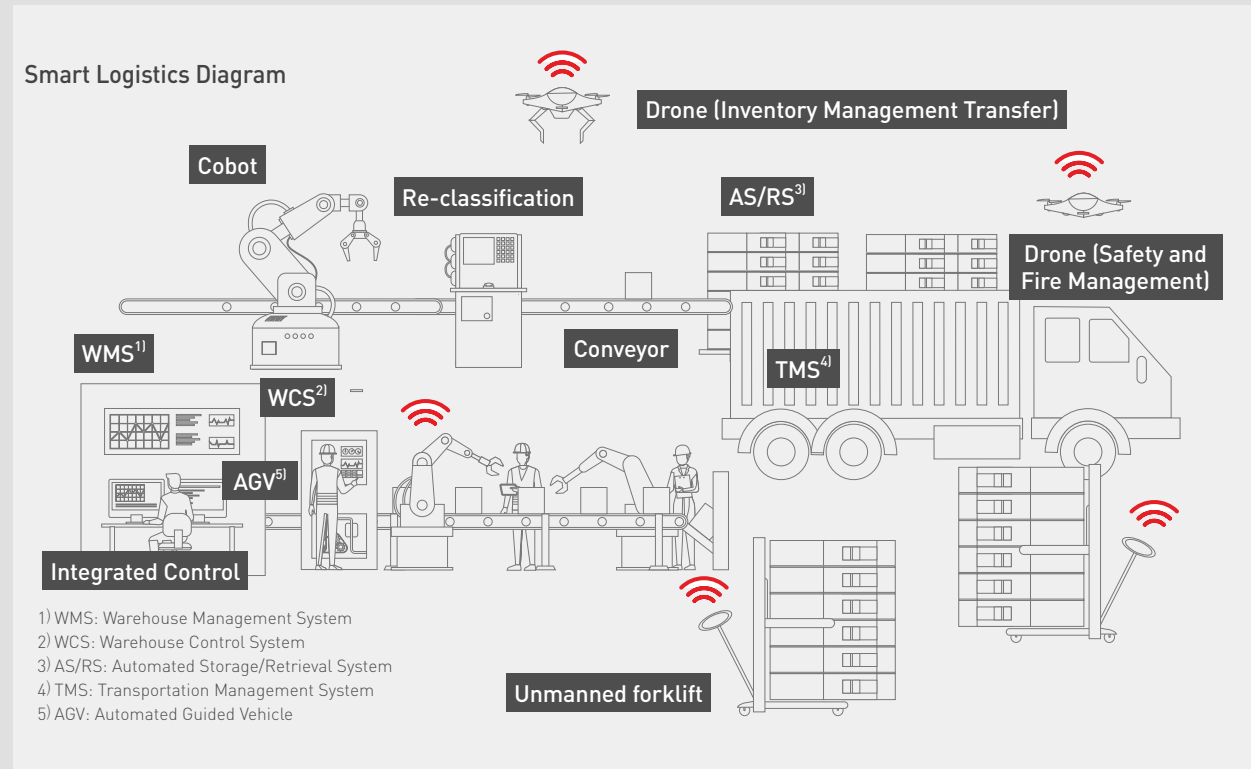 Smart Logistics Diagram
Drone (Inventory Management Transfer)
Cobot
Re-classification
AS/RS³⁾
Drone (Safety and
Fire Management)
WMS¹⁾
Conveyor
TMS⁴⁾
WCS²⁾
AGV⁵⁾
Integrated Control
Unmanned forklift
1) WMS: Warehouse Management System
2) WCS: Warehouse Control System
3) AS/RS: Automated Storage/Retrieval System
4) TMS: Transportation Management System
5) AGV: Automated Guided Vehicle